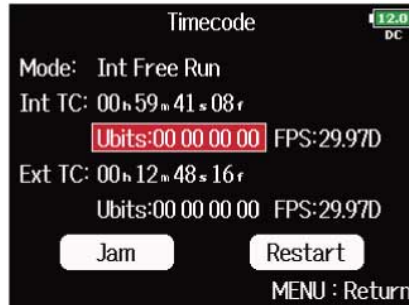 Timecode
12.0
DC
Mode: Int Free Run
Int TC: 00h59m41s08f
Ubits:00 00 00 00 FPS:29.97D
Ext TC: 00h12m48s16f
Ubits:00 00 00 00 FPS:29.97D
Jam Restart
MENU : Return